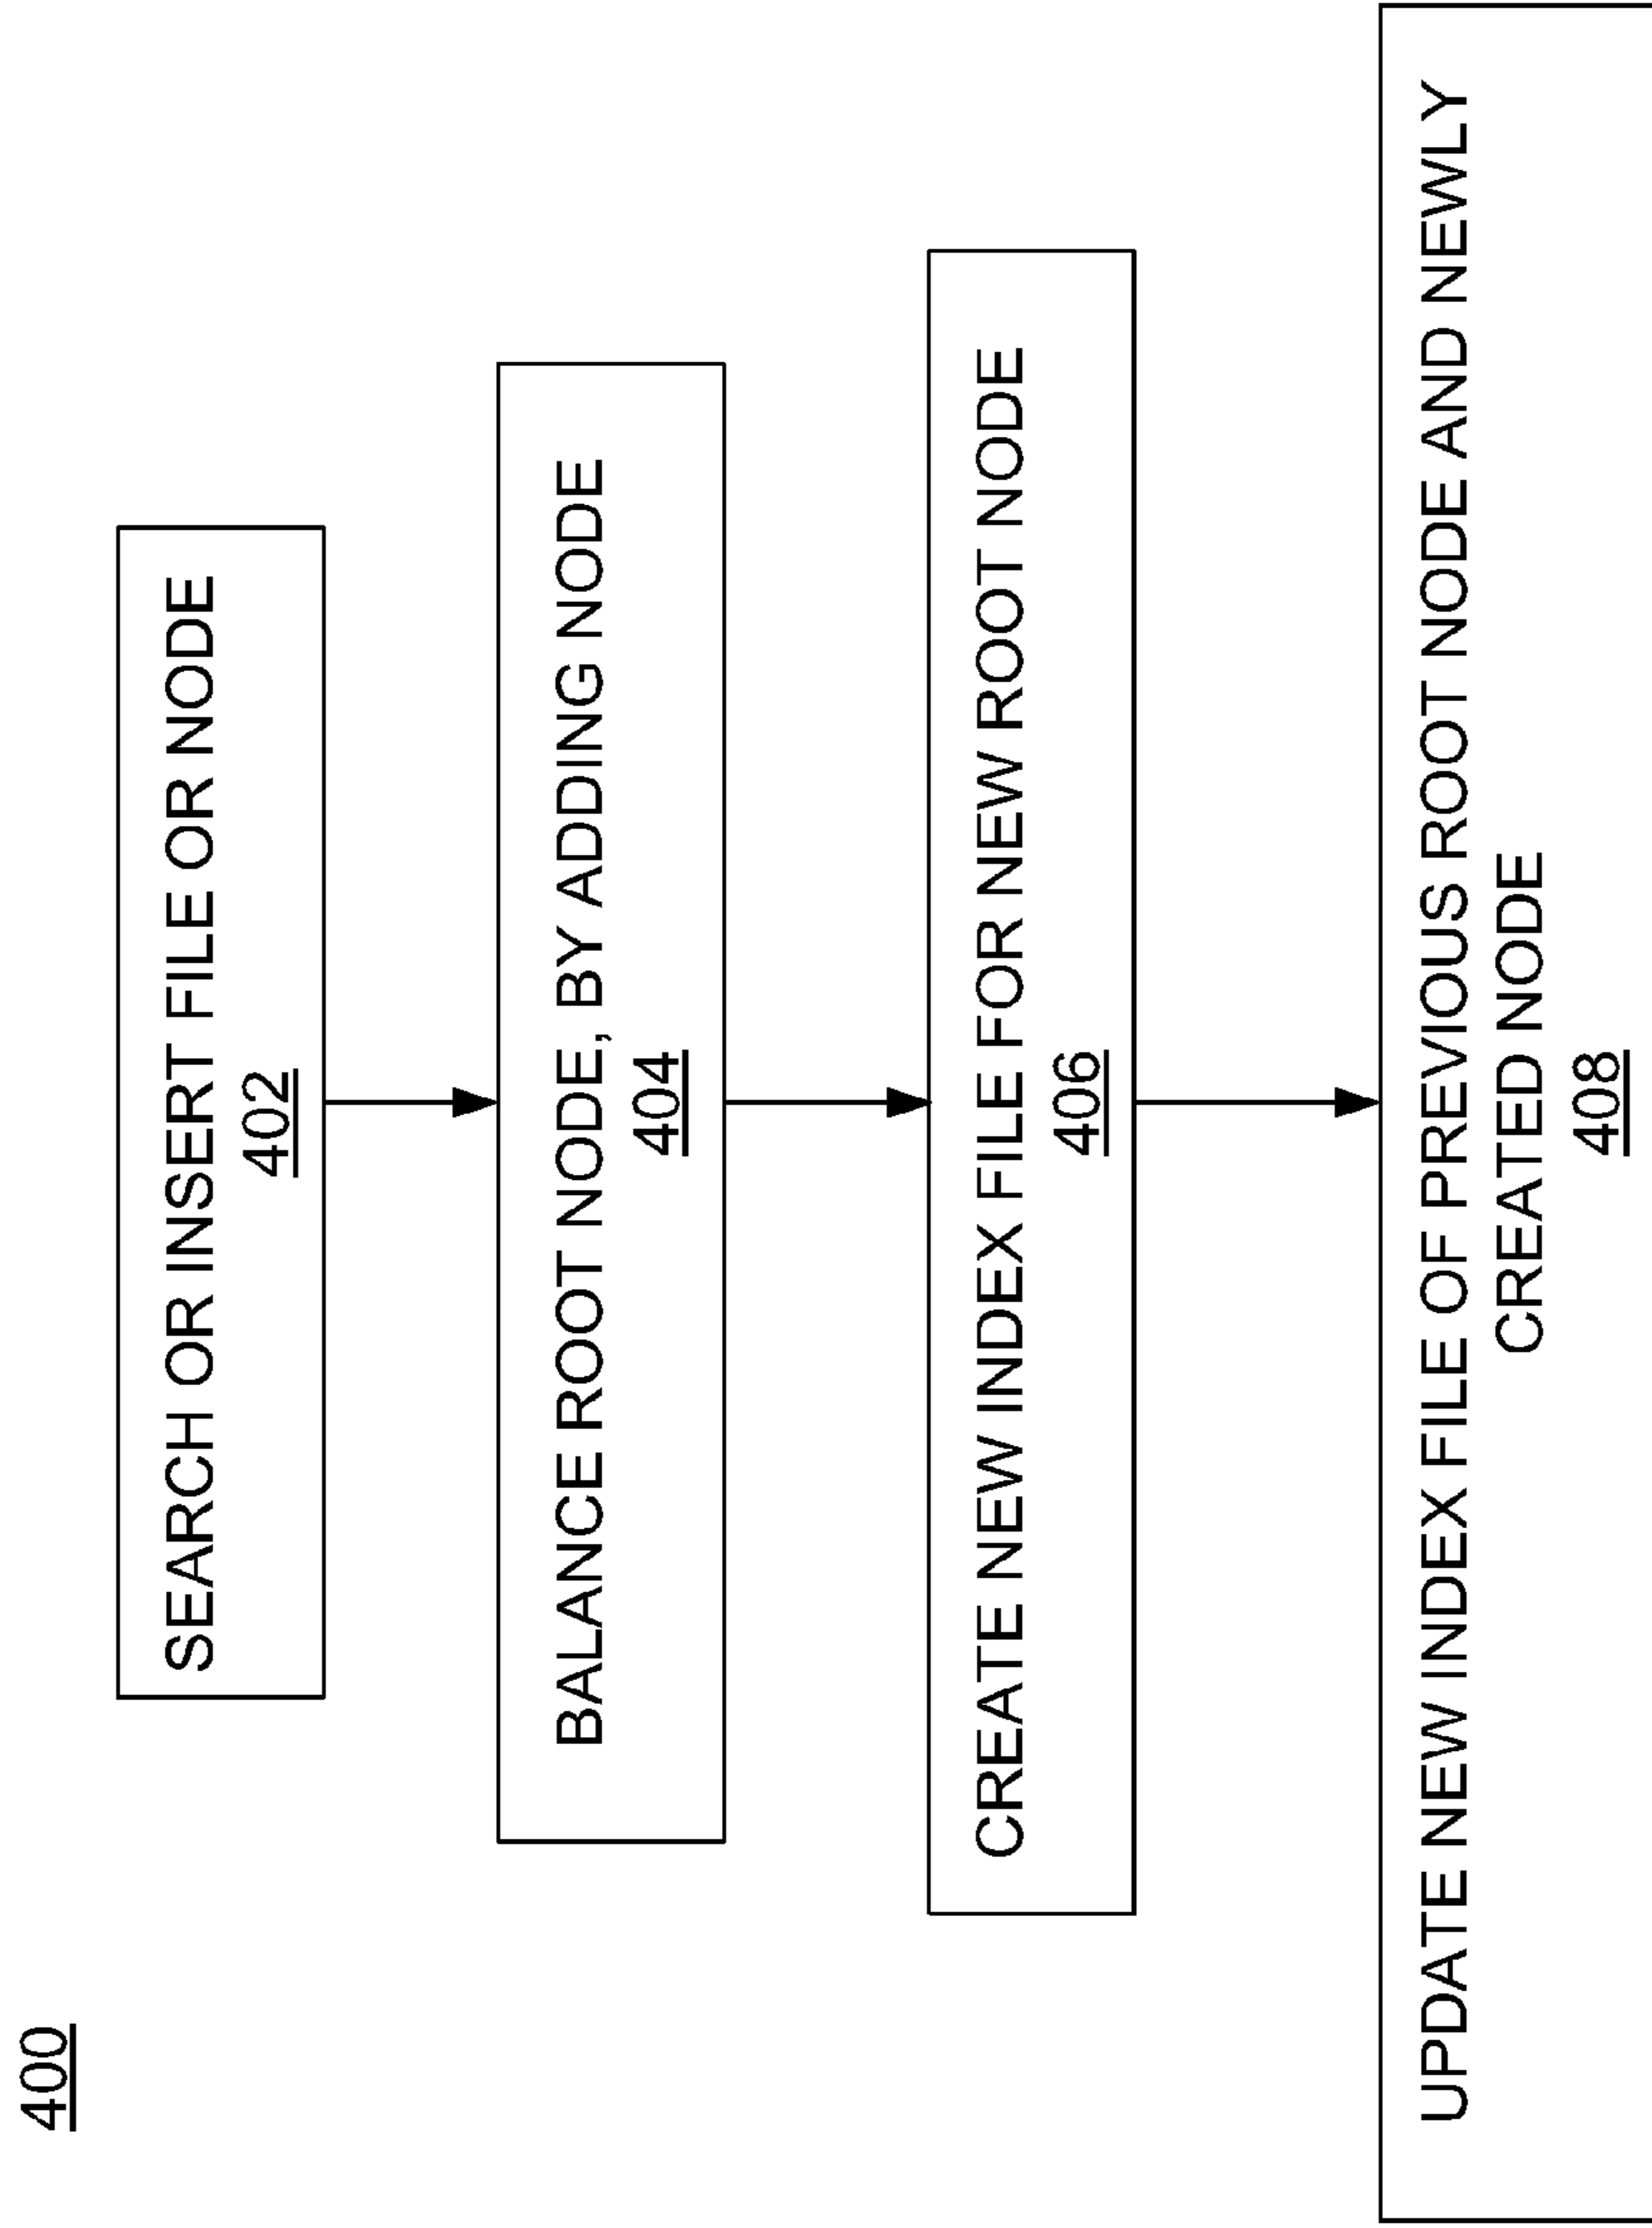 400
SEARCH OR INSERT FILE OR NODE
402
BALANCE ROOT NODE, BY ADDING NODE
404
CREATE NEW INDEX FILE FOR NEW ROOT NODE
406
UPDATE NEW INDEX FILE OF PREVIOUS ROOT NODE AND NEWLY
CREATED NODE
408